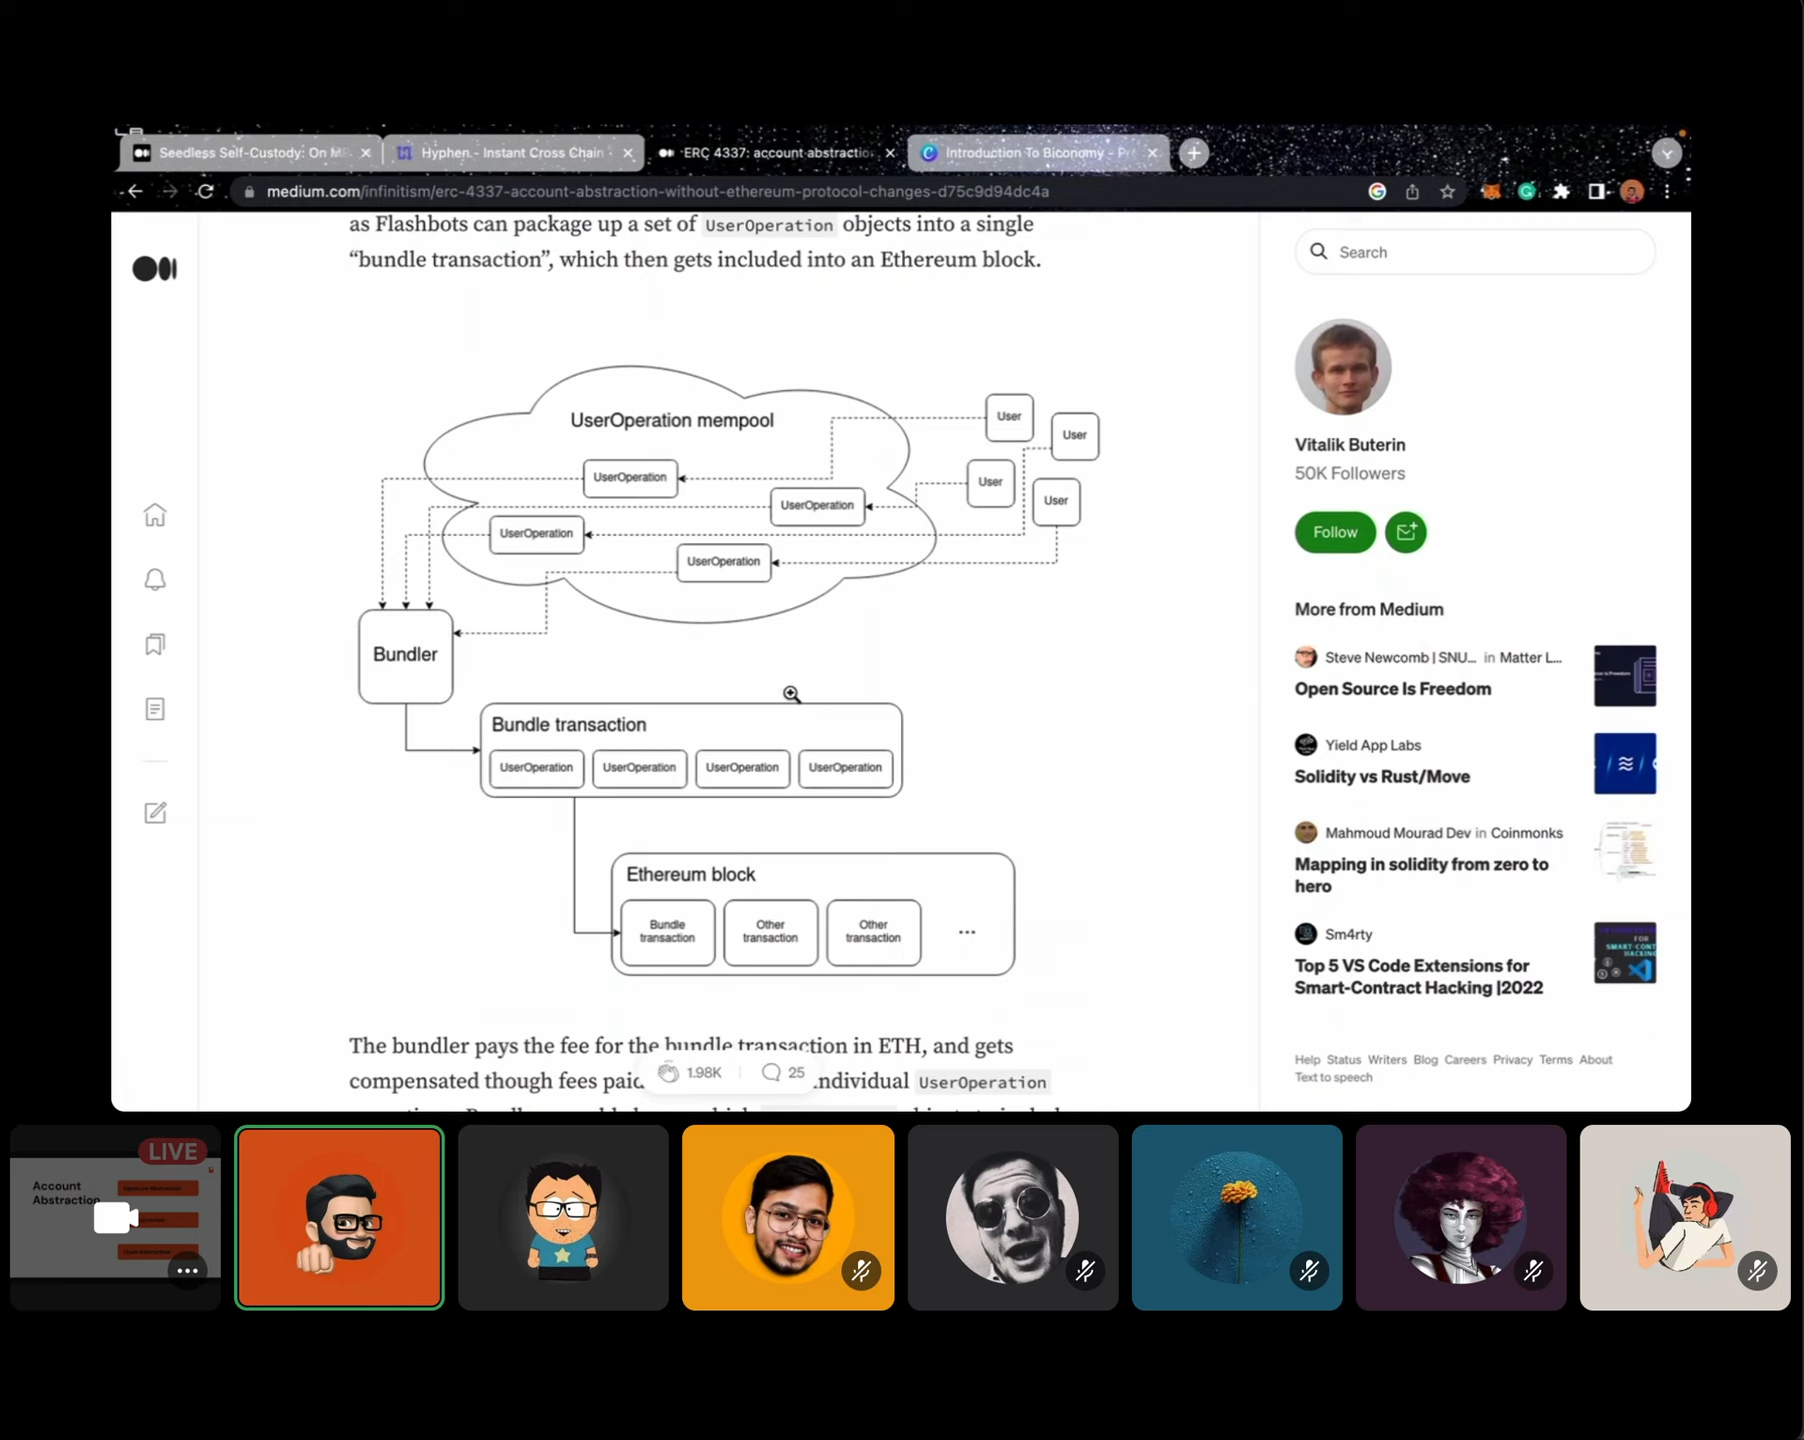 Seedless Self-Custody: On MP
Hyphen - Instant Cross Chain
ERC 4337: account abstractio
Introduction To Biconomy - Pr
medium.com/infinitism/erc-4337-account-abstraction-without-ethereum-protocol-changes-d75c9d94dc4a
as Flashbots can package up a set of UserOperation objects into a single
“bundle transaction”, which then gets included into an Ethereum block.
UserOperation mempool
User
User
User
User
UserOperation
UserOperation
UserOperation
UserOperation
Bundler
Bundle transaction
UserOperation
UserOperation
UserOperation
UserOperation
Ethereum block
Bundle
transaction
Other
transaction
Other
transaction
...
The bundler pays the fee for the bundle transaction in ETH, and gets
compensated though fees paid individual UserOperation
1.98K
25
Search
Vitalik Buterin
50K Followers
Follow
More from Medium
Steve Newcomb | SNU... in Matter L...
Open Source Is Freedom
Yield App Labs
Solidity vs Rust/Move
Mahmoud Mourad Dev in Coinmonks
Mapping in solidity from zero to
hero
Sm4rty
Top 5 VS Code Extensions for
Smart-Contract Hacking |2022
Help Status Writers Blog Careers Privacy Terms About
Text to speech
LIVE
Account
Abstraction